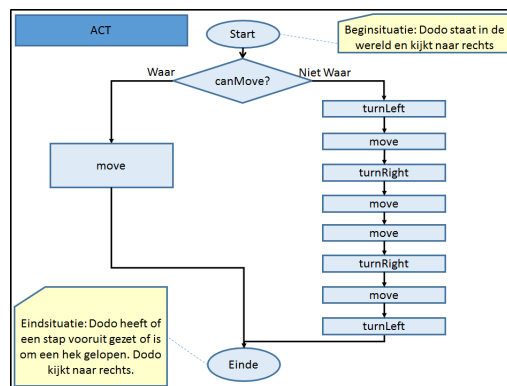 ACT
Start
Beginsituatie: Dodo staat in de
wereld en kijkt naar rechts
Waar
canMove?
Niet Waar
turnLeft
move
move
turnRight
move
move
turnRight
move
turnLeft
Eindsituatie: Dodo heeft of
een stap vooruit gezet of is
om een hek gelopen. Dodo
kijkt naar rechts.
Einde